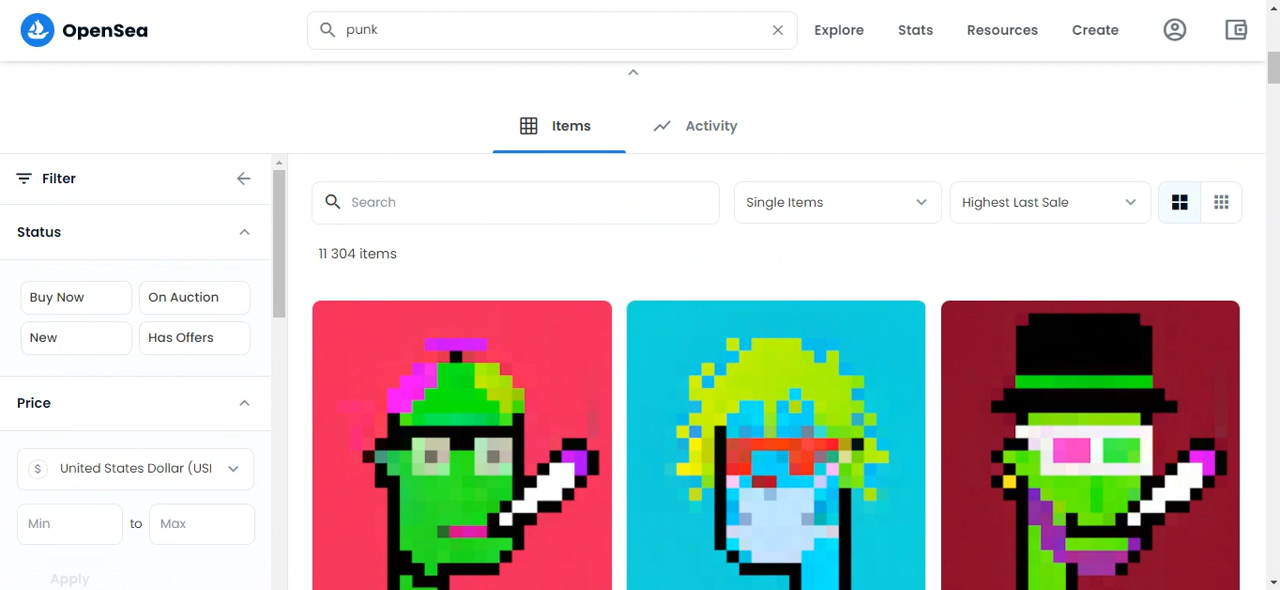 OpenSea punk Explore Stats Resources Create
Items Activity
Filter
Search Single Items Highest Last Sale
Status
11 304 items
Buy Now On Auction
New Has Offers
Price
$ United States Dollar (USI
Min to Max
Apply